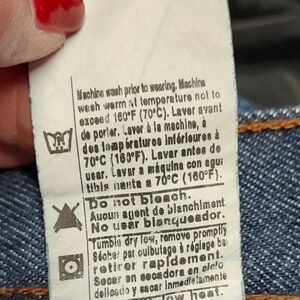 Machine wash prior to wearing. Machine
wash warm at temperature not to
exceed 160°F (70°C). Laver avant
de porter. Laver à la machine, à
des températures inférieures à
70°C (160°F). Lavar antes de
usar. Lavar a máquina con agua
tibia hasta a 70°C (160°F).
Do not bleach.
Aucun agent de blanchiment
No usar blanqueador.
Tumble dry low, remove promptly
Sécher par culbutage à réglage ba
retirer rapidement.
Secar en secadora en ciclo
delicado y sacar inmediatamente
low heat.